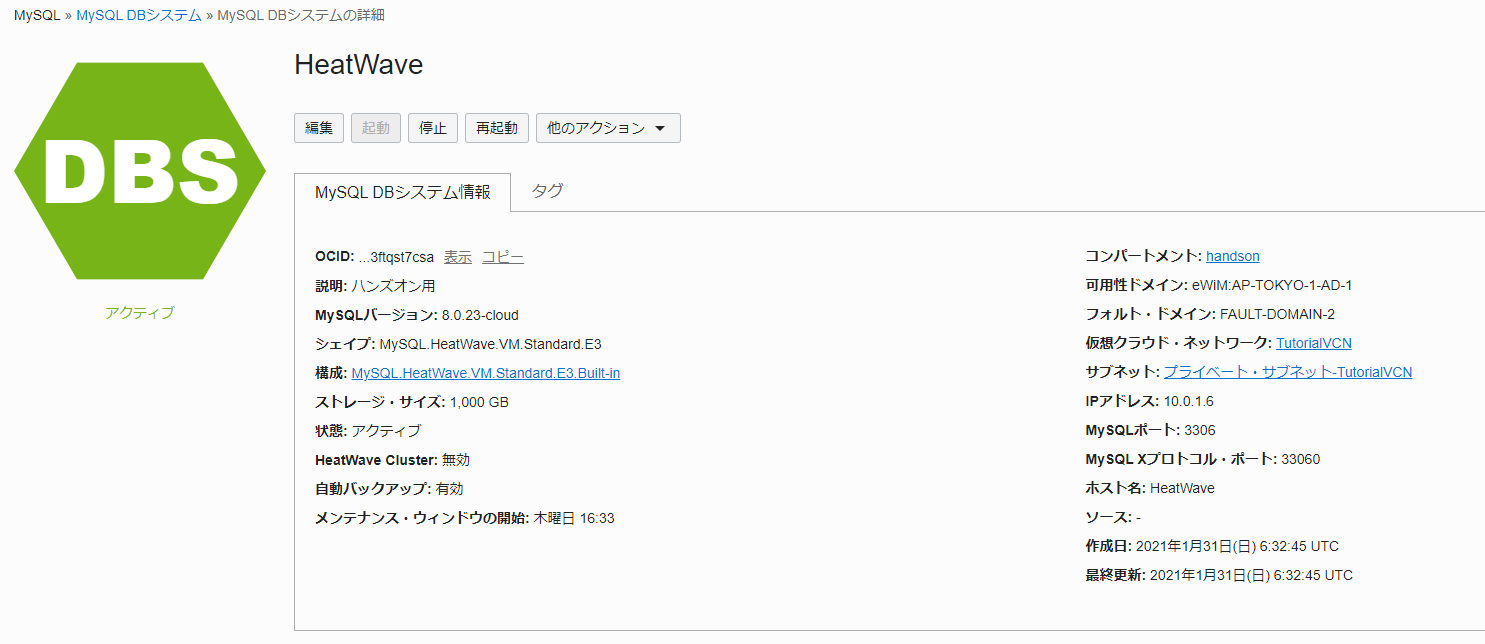 MySQL » MySQL DBシステム » MySQL DBシステムの詳細
DBS
アクティブ
HeatWave
編集 起動 停止 再起動 他のアクション
MySQL DBシステム情報 タグ
OCID: ...3ftqst7csa 表示 コピー
説明: ハンズオン用
MySQLバージョン: 8.0.23-cloud
シェイプ: MySQL.HeatWave.VM.Standard.E3
構成: MySQL.HeatWave.VM.Standard.E3.Built-in
ストレージ・サイズ: 1,000 GB
状態: アクティブ
HeatWave Cluster: 無効
自動バックアップ: 有効
メンテナンス・ウィンドウの開始: 木曜日 16:33
コンパートメント: handson
可用性ドメイン: eWiM:AP-TOKYO-1-AD-1
フォルト・ドメイン: FAULT-DOMAIN-2
仮想クラウド・ネットワーク: TutorialVCN
サブネット: プライベート・サブネット-TutorialVCN
IPアドレス: 10.0.1.6
MySQLポート: 3306
MySQL Xプロトコル・ポート: 33060
ホスト名: HeatWave
ソース: -
作成日: 2021年1月31日(日) 6:32:45 UTC
最終更新: 2021年1月31日(日) 6:32:45 UTC